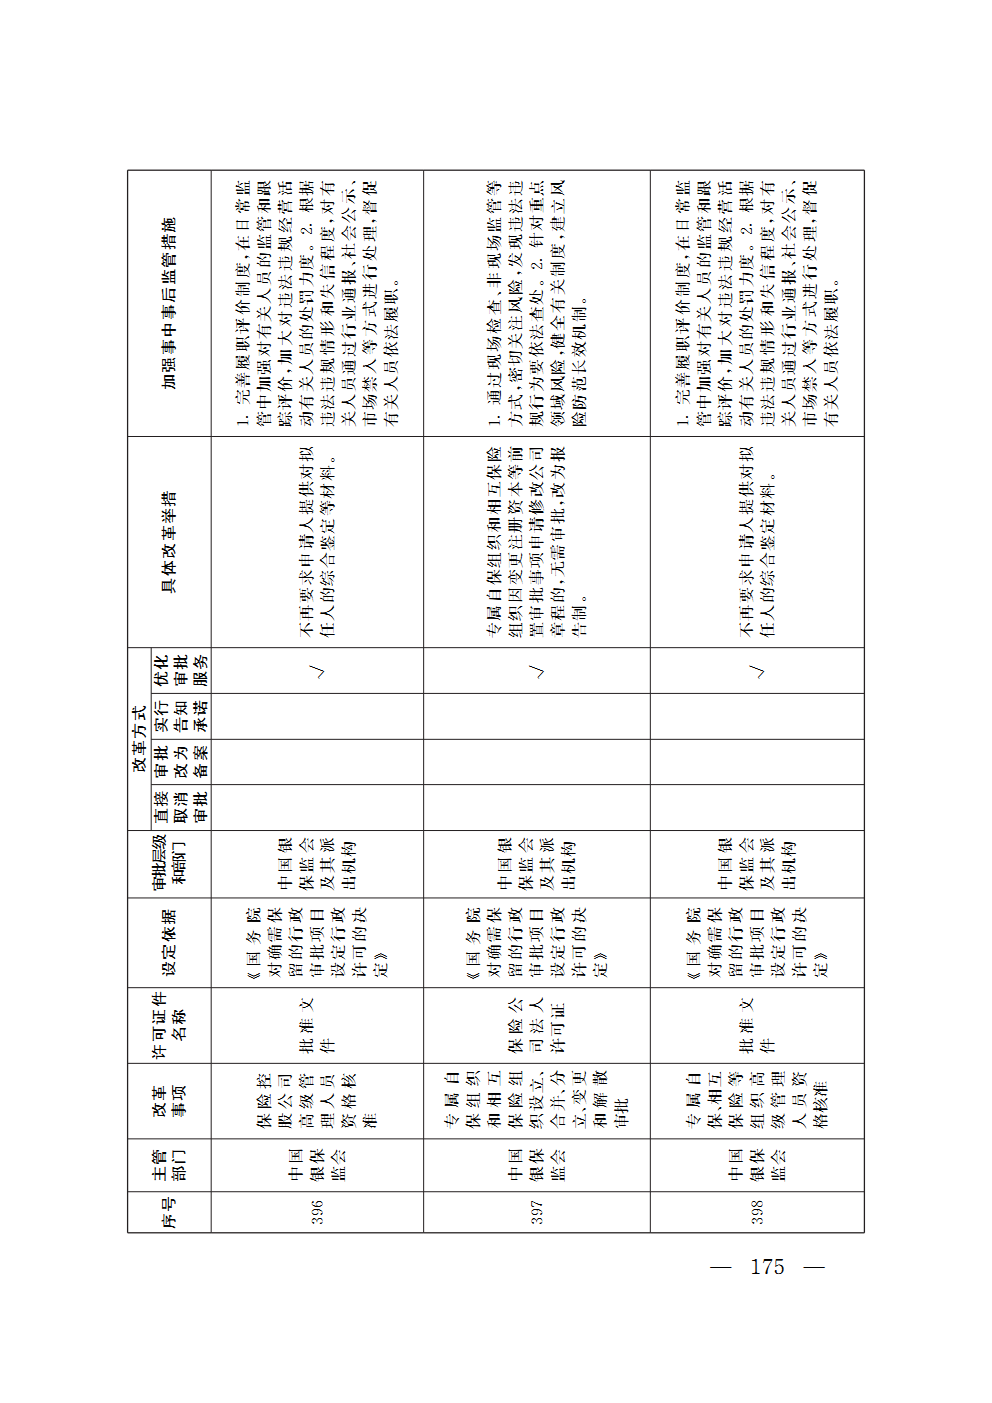 序号
主管
部门
改革
事项
许可证件
名称
设定依据
审批层级
和部门
改革方式
直接
取消
审批
审批
改为
备案
实行
告知
承诺
优化
审批
服务
具体改革举措
加强事中事后监管措施
396
中国
银保
监会
保险控
股公司
高级管
理人员
资格核
准
批准文
件
《国务院
对确需保
留的行政
审批项目
设定行政
许可的决
定》
中国银
保监会
及其派
出机构
√
不再要求申请人提供对拟
任人的综合鉴定等材料。
1. 完善履职评价制度,在日常监
管中加强对有关人员的监管和跟
踪评价,加大对违法违规经营活
动有关人员的处罚力度。2. 根据
违法违规情形和失信程度,对有
关人员通过行业通报、社会公示、
市场禁入等方式进行处理,督促
有关人员依法履职。
397
中国
银保
监会
专属自
保组织
和相互
保险组
织设立、
合并、分
立、变更
和解散
审批
保险公
司法人
许可证
《国务院
对确需保
留的行政
审批项目
设定行政
许可的决
定》
中国银
保监会
及其派
出机构
√
专属自保组织和相互保险
组织因变更注册资本等前
置审批事项申请修改公司
章程的,无需审批,改为报
告制。
1. 通过现场检查、非现场监管等
方式,密切关注风险,发现违法违
规行为要依法查处。2. 针对重点
领域风险,健全有关制度,建立风
险防范长效机制。
398
中国
银保
监会
专属自
保、相互
保险等
组织高
级管理
人员资
格核准
批准文
件
《国务院
对确需保
留的行政
审批项目
设定行政
许可的决
定》
中国银
保监会
及其派
出机构
√
不再要求申请人提供对拟
任人的综合鉴定材料。
1. 完善履职评价制度,在日常监
管中加强对有关人员的监管和跟
踪评价,加大对违法违规经营活
动有关人员的处罚力度。2. 根据
违法违规情形和失信程度,对有
关人员通过行业通报、社会公示、
市场禁入等方式进行处理,督促
有关人员依法履职。
— 175 —